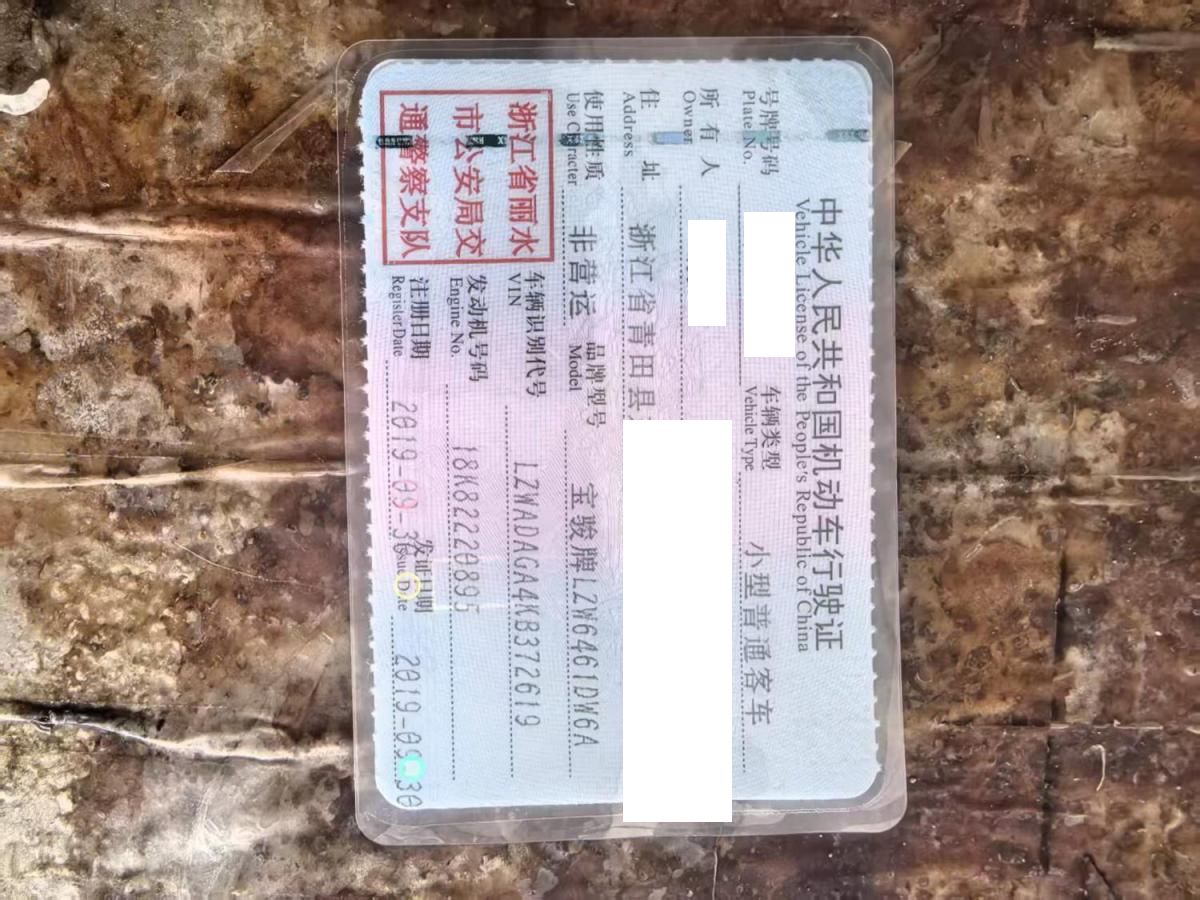 中华人民共和国机动车行驶证
Vehicle License of the People's Republic of China
号牌号码
Plate No.
车辆类型
Vehicle Type
小型普通客车
所有人
Owner
住址
Address
浙江省青田县
使用性质
Use Character
非营运
品牌型号
Model
宝骏牌LZW6461DW6A
浙江省丽水
市公安局交
通警察支队
车辆识别代号
VIN
LZWADAGA4KB372619
发动机号码
Engine No.
18K82220895
注册日期
Register Date
2019-09-30
发证日期
Issue Date
2019-09-30